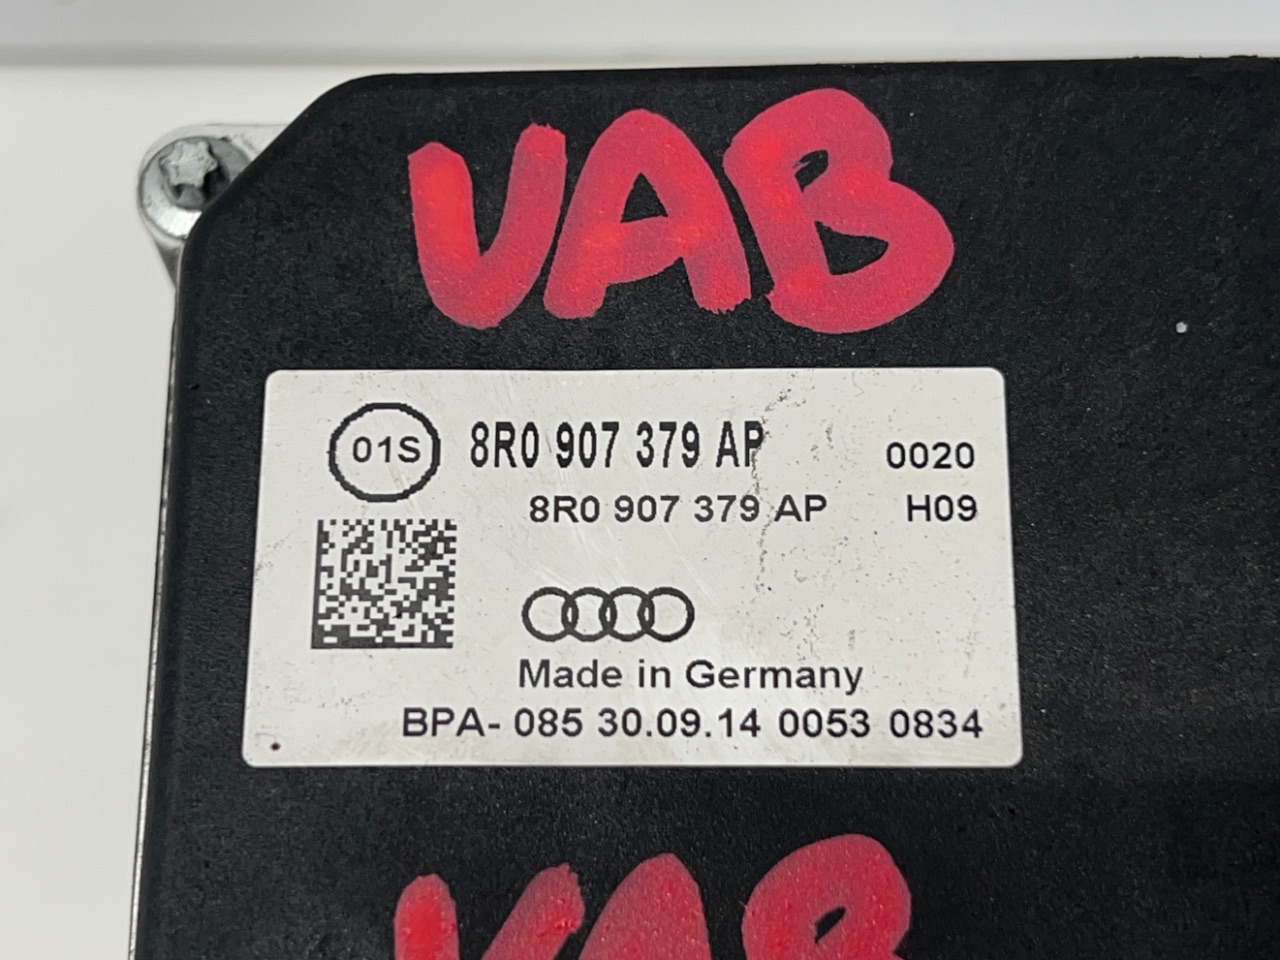 VAB
01S 8R0 907 379 AP 0020
8R0 907 379 AP H09
Made in Germany
BPA- 085 30.09.14 0053 0834
VAB